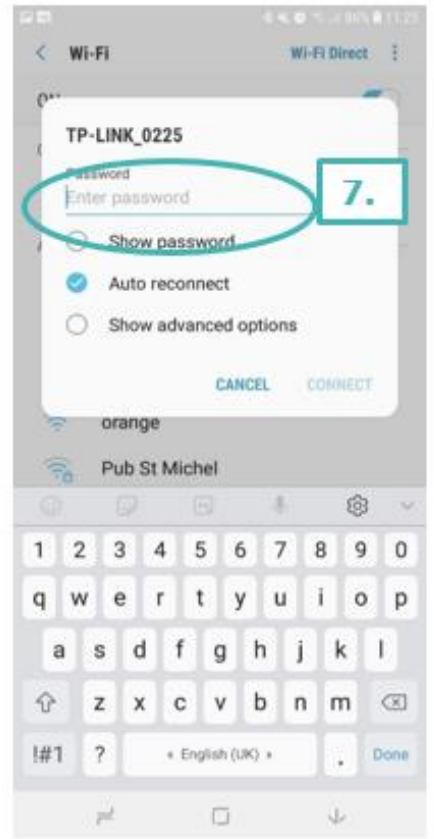 11:23
Wi-Fi Wi-Fi Direct
TP-LINK_0225
Password
Enter password
7.
Show password
Auto reconnect
Show advanced options
CANCEL CONNECT
orange
Pub St Michel
1 2 3 4 5 6 7 8 9 0
q w e r t y u i o p
a s d f g h j k l
z x c v b n m
!#1 ? English (UK) . Done